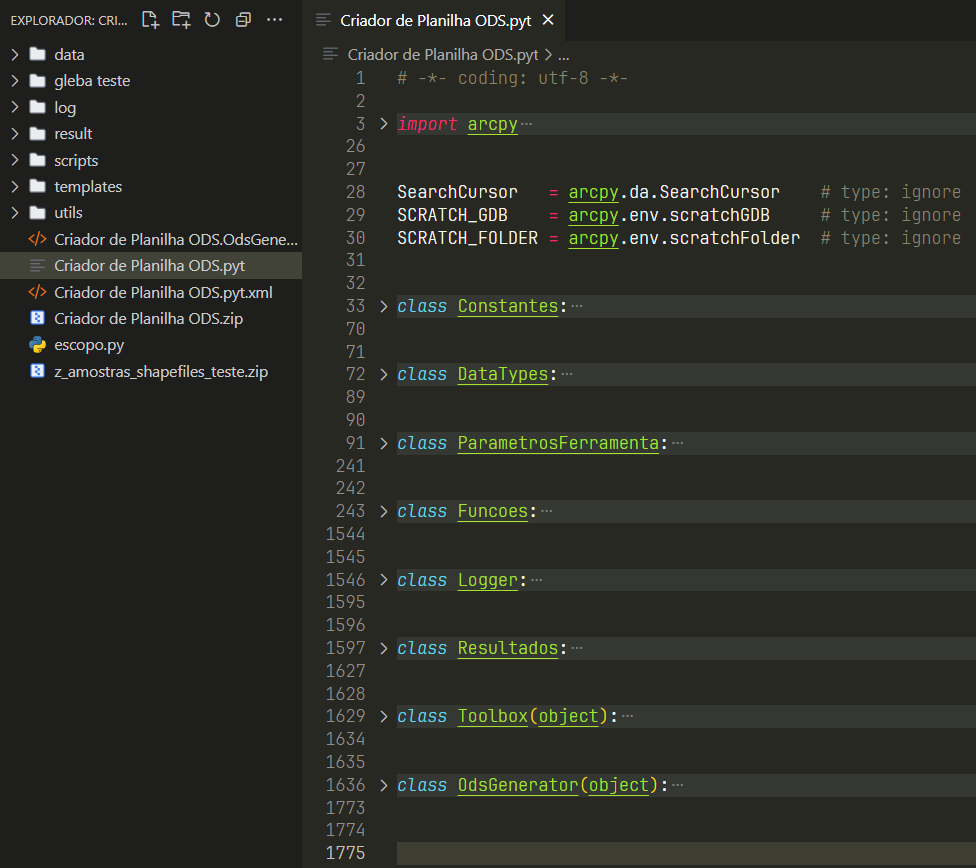 EXPLORADOR: CRI...
data
gleba teste
log
result
scripts
templates
utils
Criador de Planilha ODS.OdsGene...
Criador de Planilha ODS.pyt
Criador de Planilha ODS.pyt.xml
Criador de Planilha ODS.zip
escopo.py
z_amostras_shapefiles_teste.zip
Criador de Planilha ODS.pyt
Criador de Planilha ODS.pyt > ...
1 # -*- coding: utf-8 -*-
2
3 import arcpy ...
26
27
28 SearchCursor = arcpy.da.SearchCursor # type: ignore
29 SCRATCH_GDB = arcpy.env.scratchGDB # type: ignore
30 SCRATCH_FOLDER = arcpy.env.scratchFolder # type: ignore
31
32
33 class Constantes: ...
70
71
72 class DataTypes: ...
89
90
91 class ParametrosFerramenta: ...
241
242
243 class Funcoes: ...
1544
1545
1546 class Logger: ...
1595
1596
1597 class Resultados: ...
1627
1628
1629 class Toolbox(object): ...
1634
1635
1636 class OdsGenerator(object): ...
1773
1774
1775